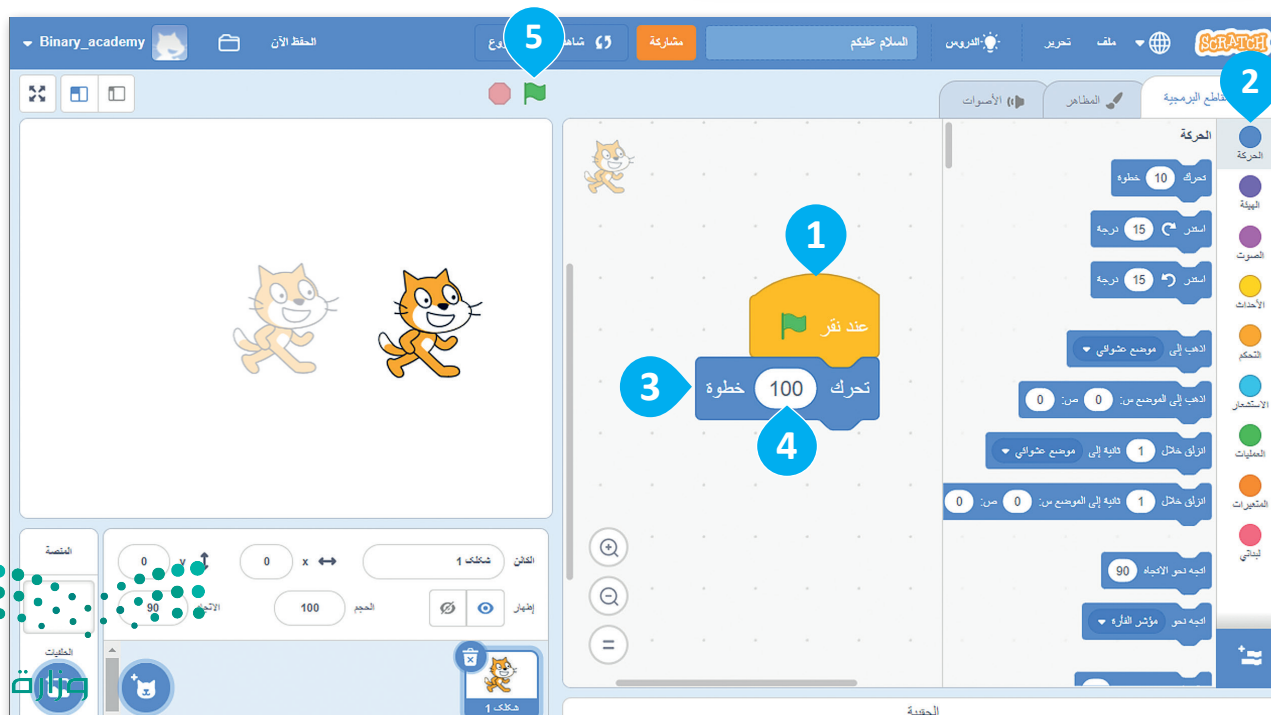 SCRATCH
ملف
تحرير
الدروس
السلام عليكم
مشاركة
5
الحفظ الآن
Binary_academy
2
المظاهر
الأصوات
الحركة
الحركة
الهيئة
الصوت
الأحداث
التحكم
الاستشعار
العمليات
المتغيرات
لبناتي
تحرك 10 خطوة
استدر 15 درجة
استدر 15 درجة
اذهب إلى موضع عشوائي
اذهب إلى الموضع س: 0 ص: 0
انزلق خلال 1 ثانية إلى موضع عشوائي
انزلق خلال 1 ثانية إلى الموضع س: 0 ص: 0
اتجه نحو الاتجاه 90
اتجه نحو مؤشر الفأرة
1
عند نقر
3
تحرك 100 خطوة
4
الحقيبة
الكائن شكلك 1
x 0
y 0
إظهار
الحجم 100
الاتجاه 90
شكلك 1
المنصة
الخلفيات
وزارة